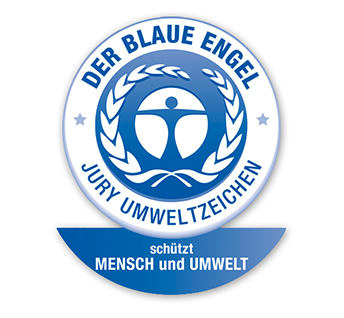 DER BLAUE ENGEL
JURY UMWELTZEICHEN
schützt
MENSCH und UMWELT